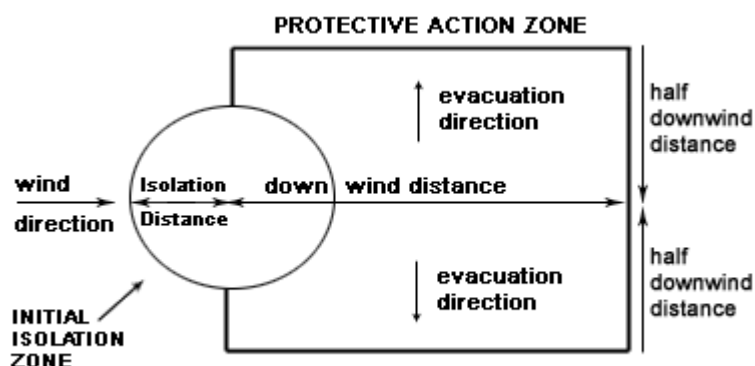 PROTECTIVE ACTION ZONE
evacuation
direction
half
downwind
distance
wind
direction
Isolation
Distance
down wind distance
evacuation
direction
half
downwind
distance
INITIAL
ISOLATION
ZONE